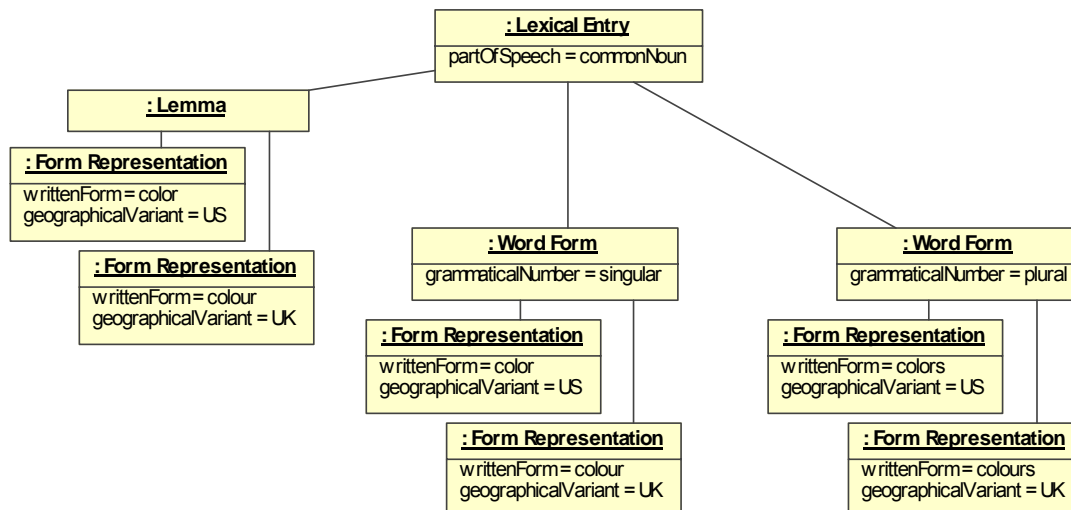 : Lexical Entry
partOfSpeech = commonNoun
: Lemma
: Form Representation
writtenForm = color
geographicalVariant = US
: Form Representation
writtenForm = colour
geographicalVariant = UK
: Word Form
grammaticalNumber = singular
: Form Representation
writtenForm = color
geographicalVariant = US
: Form Representation
writtenForm = colour
geographicalVariant = UK
: Word Form
grammaticalNumber = plural
: Form Representation
writtenForm = colors
geographicalVariant = US
: Form Representation
writtenForm = colours
geographicalVariant = UK